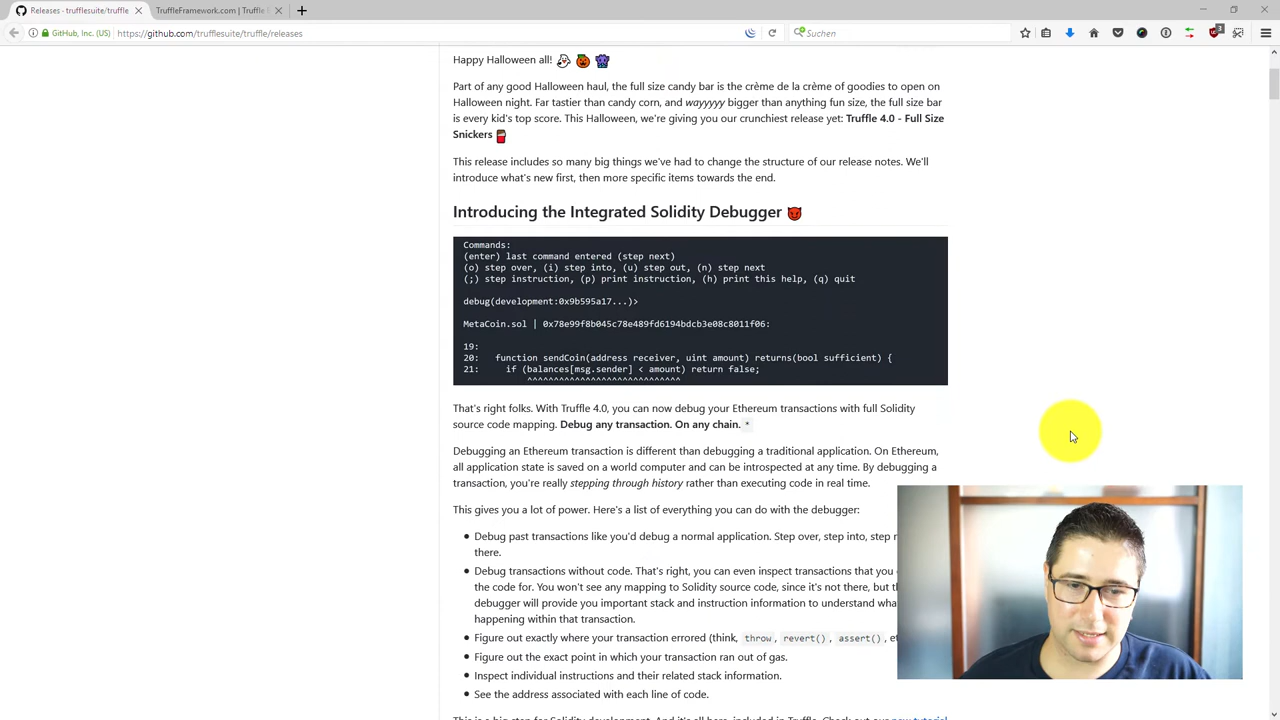 Releases - trufflesuite/truffle
TruffleFramework.com | Truffle
GitHub, Inc. (US)
https://github.com/trufflesuite/truffle/releases
Suchen
3
Happy Halloween all! 👻 🎃 👾
Part of any good Halloween haul, the full size candy bar is the crème de la crème of goodies to open on
Halloween night. Far tastier than candy corn, and wayyyyy bigger than anything fun size, the full size bar
is every kid's top score. This Halloween, we're giving you our crunchiest release yet: Truffle 4.0 - Full Size
Snickers
This release includes so many big things we've had to change the structure of our release notes. We'll
introduce what's new first, then more specific items towards the end.
Introducing the Integrated Solidity Debugger 😈
Commands:
(enter) last command entered (step next)
(o) step over, (i) step into, (u) step out, (n) step next
(;) step instruction, (p) print instruction, (h) print this help, (q) quit
debug(development:0x9b595a17...)>
MetaCoin.sol | 0x78e99f8b045c78e489fd6194bdcb3e08c8011f06:
19:
20: function sendCoin(address receiver, uint amount) returns(bool sufficient) {
21: if (balances[msg.sender] < amount) return false;
^^^^^^^^^^^^^^^^^^^^^^^^^^^^^
That's right folks. With Truffle 4.0, you can now debug your Ethereum transactions with full Solidity
source code mapping. Debug any transaction. On any chain. *
Debugging an Ethereum transaction is different than debugging a traditional application. On Ethereum,
all application state is saved on a world computer and can be introspected at any time. By debugging a
transaction, you're really stepping through history rather than executing code in real time.
This gives you a lot of power. Here's a list of everything you can do with the debugger:
• Debug past transactions like you'd debug a normal application. Step over, step into, step
there.
• Debug transactions without code. That's right, you can even inspect transactions that you
the code for. You won't see any mapping to Solidity source code, since it's not there, but
debugger will provide you important stack and instruction information to understand
happening within that transaction.
• Figure out exactly where your transaction errored (think, throw, revert(), assert(),
• Figure out the exact point in which your transaction ran out of gas.
• Inspect individual instructions and their related stack information.
• See the address associated with each line of code.